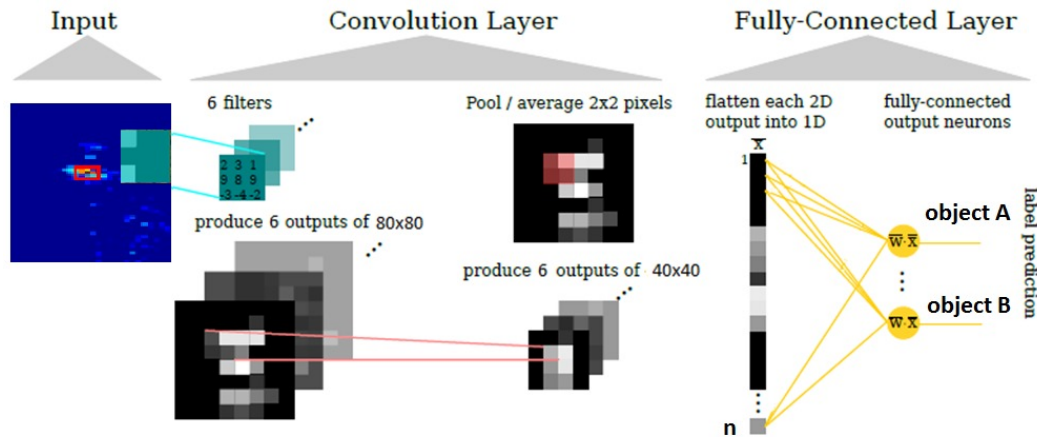 Input
Convolution Layer
Fully-Connected Layer
6 filters
2 3 1
9 8 9
-3 -4 -2
produce 6 outputs of 80x80
Pool / average 2x2 pixels
produce 6 outputs of 40x40
flatten each 2D
output into 1D
x̅
1
n
fully-connected
output neurons
object A
w̅·x̅
object B
w̅·x̅
label prediction